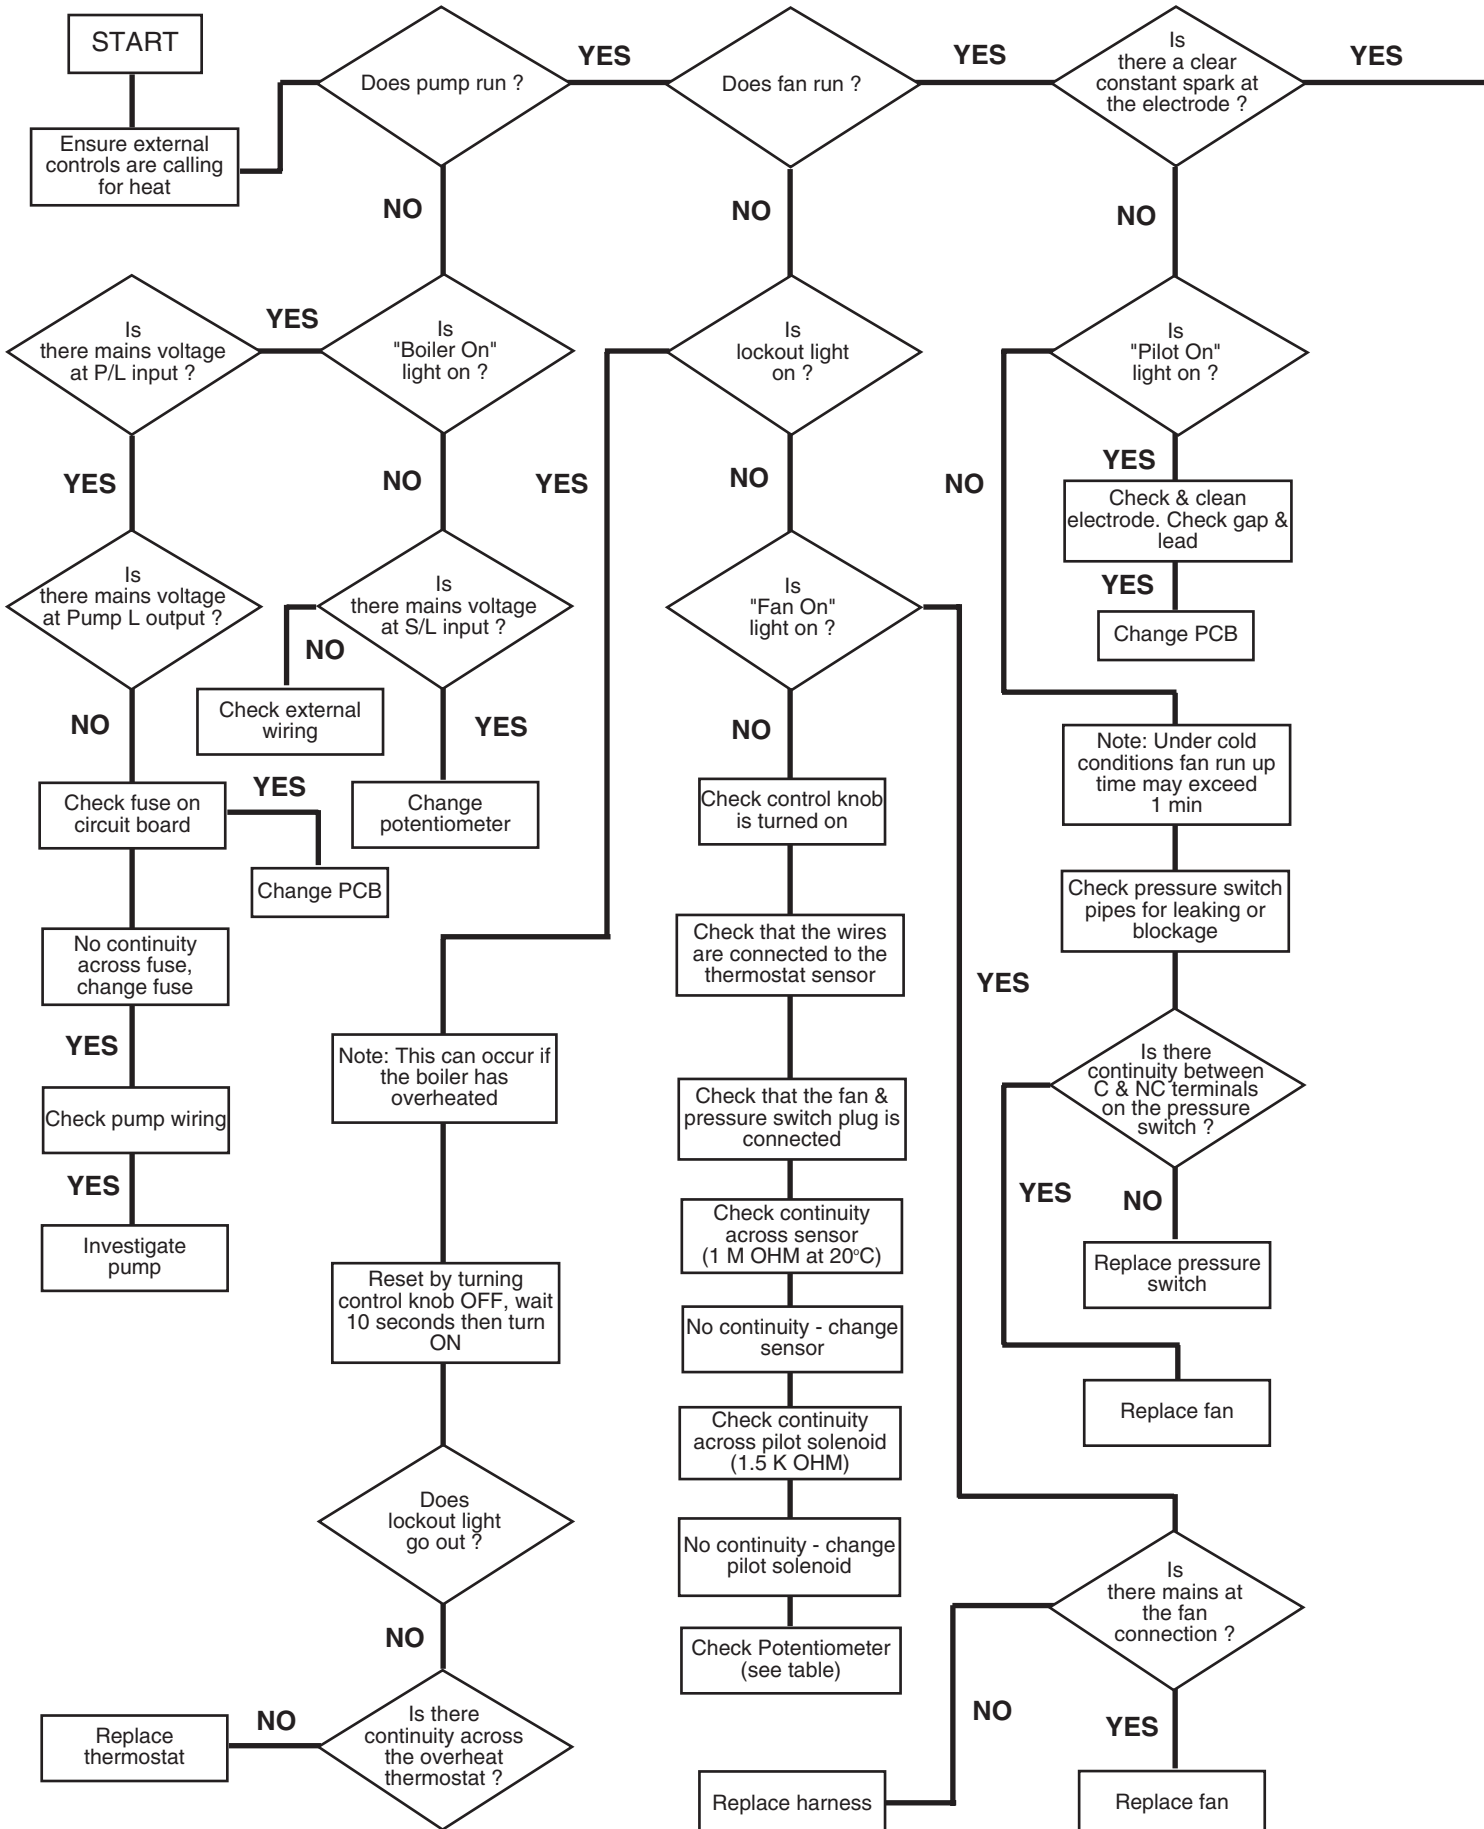 START
Ensure external
controls are calling
for heat
Does pump run ?
YES
Does fan run ?
YES
Is
there a clear
constant spark at
the electrode ?
YES
NO
NO
NO
Is
there mains voltage
at P/L input ?
YES
Is
"Boiler On"
light on ?
Is
lockout light
on ?
Is
"Pilot On"
light on ?
YES
NO
YES
NO
NO
YES
Check & clean
electrode. Check gap &
lead
YES
Change PCB
Is
there mains voltage
at Pump L output ?
Is
there mains voltage
at S/L input ?
NO
Check external
wiring
YES
Change
potentiometer
Is
"Fan On"
light on ?
NO
NO
Check fuse on
circuit board
YES
Change PCB
No continuity
across fuse,
change fuse
YES
Check pump wiring
YES
Investigate
pump
Note: This can occur if
the boiler has
overheated
Reset by turning
control knob OFF, wait
10 seconds then turn
ON
Does
lockout light
go out ?
NO
Is there
continuity across
the overheat
thermostat ?
NO
Replace
thermostat
Check control knob
is turned on
Check that the wires
are connected to the
thermostat sensor
Check that the fan &
pressure switch plug is
connected
Check continuity
across sensor
(1 M OHM at 20°C)
No continuity - change
sensor
Check continuity
across pilot solenoid
(1.5 K OHM)
No continuity - change
pilot solenoid
Check Potentiometer
(see table)
YES
Note: Under cold
conditions fan run up
time may exceed
1 min
Check pressure switch
pipes for leaking or
blockage
Is there
continuity between
C & NC terminals
on the pressure
switch ?
YES
NO
Replace pressure
switch
Replace fan
Is
there mains at
the fan
connection ?
NO
YES
Replace harness
Replace fan